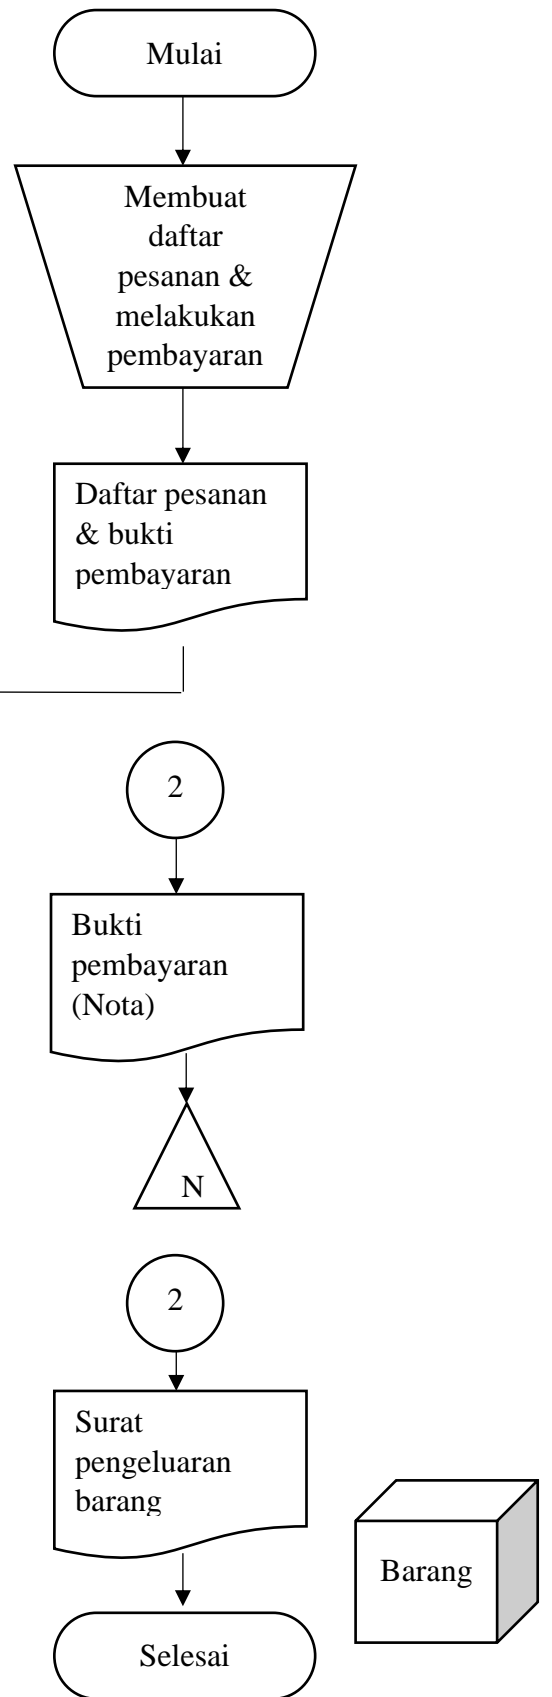 Mulai
Membuat
daftar
pesanan &
melakukan
pembayaran
Daftar pesanan
& bukti
pembayaran
2
Bukti
pembayaran
(Nota)
N
2
Surat
pengeluaran
barang
Barang
Selesai